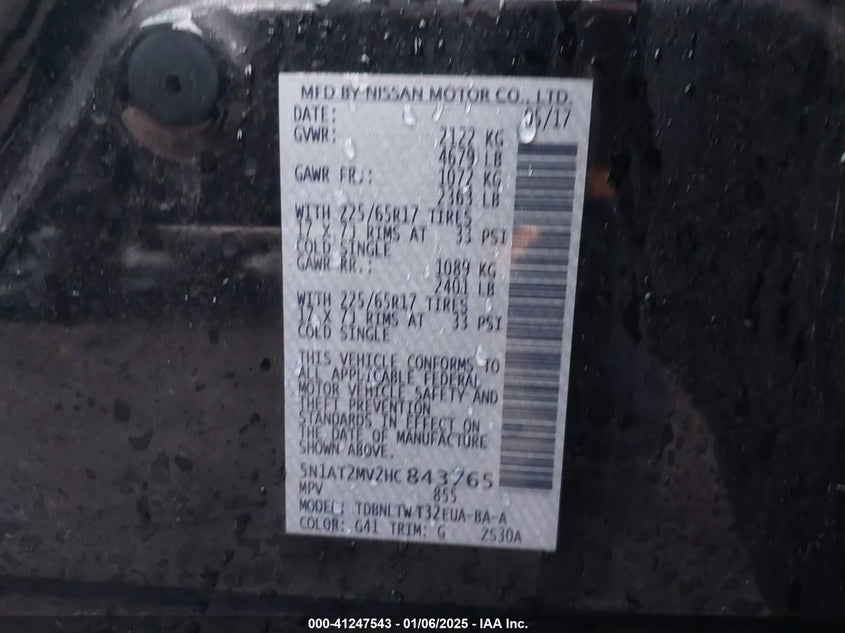 MFD BY NISSAN MOTOR CO., LTD.
DATE: 05/17
GVWR: 2122 KG
4679 LB
GAWR FR.: 1072 KG
2363 LB
WITH 225/65R17 TIRES
17 X 7J RIMS AT 33 PSI
COLD SINGLE
GAWR RR.: 1089 KG
2401 LB
WITH 225/65R17 TIRES
17 X 7J RIMS AT 33 PSI
COLD SINGLE
THIS VEHICLE CONFORMS TO
ALL APPLICABLE FEDERAL
MOTOR VEHICLE SAFETY AND
THEFT PREVENTION
STANDARDS IN EFFECT ON
THE DATE OF MANUFACTURE
SHOWN ABOVE.
5N1AT2MV2HC843765
MPV 855
MODEL: TDBNLTW-T32EUA-BA-A
COLOR: G41 TRIM: G 2S30A
000-41247543 - 01/06/2025 - IAA Inc.